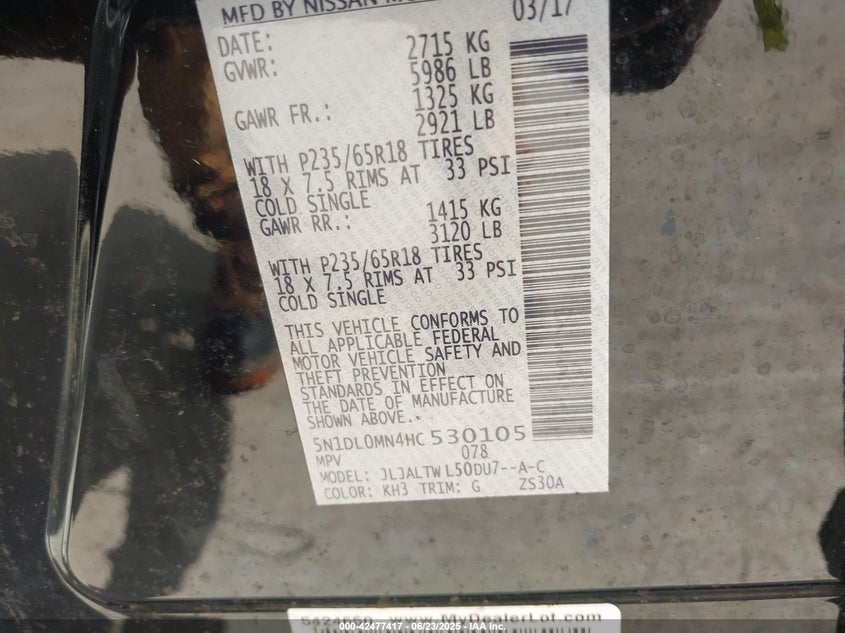 MFD BY NISSAN
DATE: 03/17
GVWR: 2715 KG
5986 LB
GAWR FR.: 1325 KG
2921 LB
WITH P235/65R18 TIRES
18 X 7.5 RIMS AT 33 PSI
COLD SINGLE
GAWR RR.: 1415 KG
3120 LB
WITH P235/65R18 TIRES
18 X 7.5 RIMS AT 33 PSI
COLD SINGLE
THIS VEHICLE CONFORMS TO
ALL APPLICABLE FEDERAL
MOTOR VEHICLE SAFETY AND
THEFT PREVENTION
STANDARDS IN EFFECT ON
THE DATE OF MANUFACTURE
SHOWN ABOVE.
5N1DL0MN4HC530105
MPV 078
MODEL: JLJALTWL50DU7--A-C
COLOR: KH3 TRIM: G ZS30A
www.MyDealerLot.com
000-42477417 - 06/23/2025 - IAA Inc.